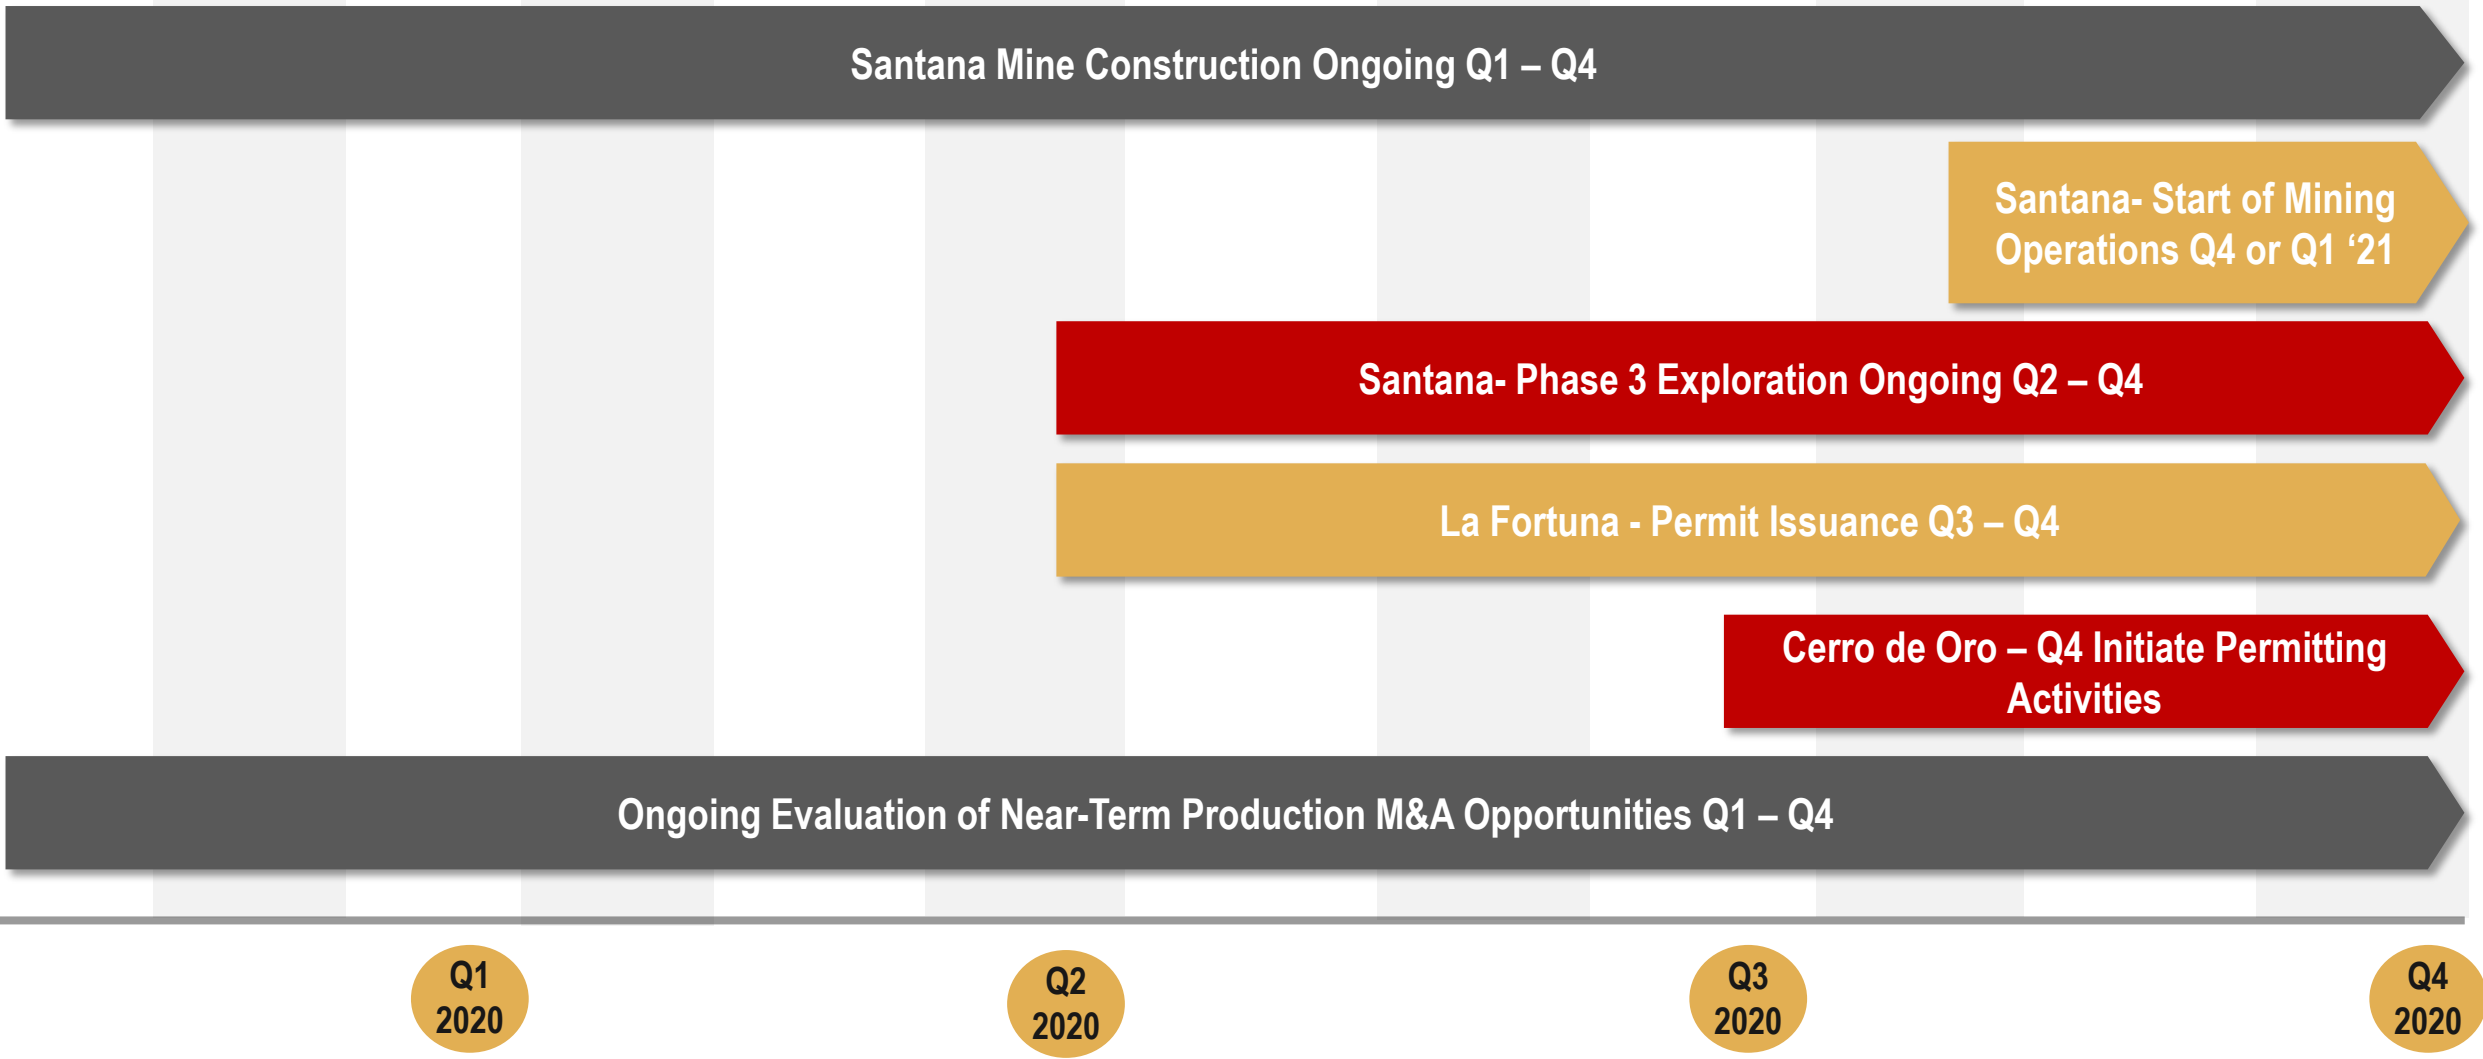 Santana Mine Construction Ongoing Q1 – Q4
Santana- Start of Mining
Operations Q4 or Q1 ‘21
Santana- Phase 3 Exploration Ongoing Q2 – Q4
La Fortuna - Permit Issuance Q3 – Q4
Cerro de Oro – Q4 Initiate Permitting
Activities
Ongoing Evaluation of Near-Term Production M&A Opportunities Q1 – Q4
Q1
2020
Q2
2020
Q3
2020
Q4
2020